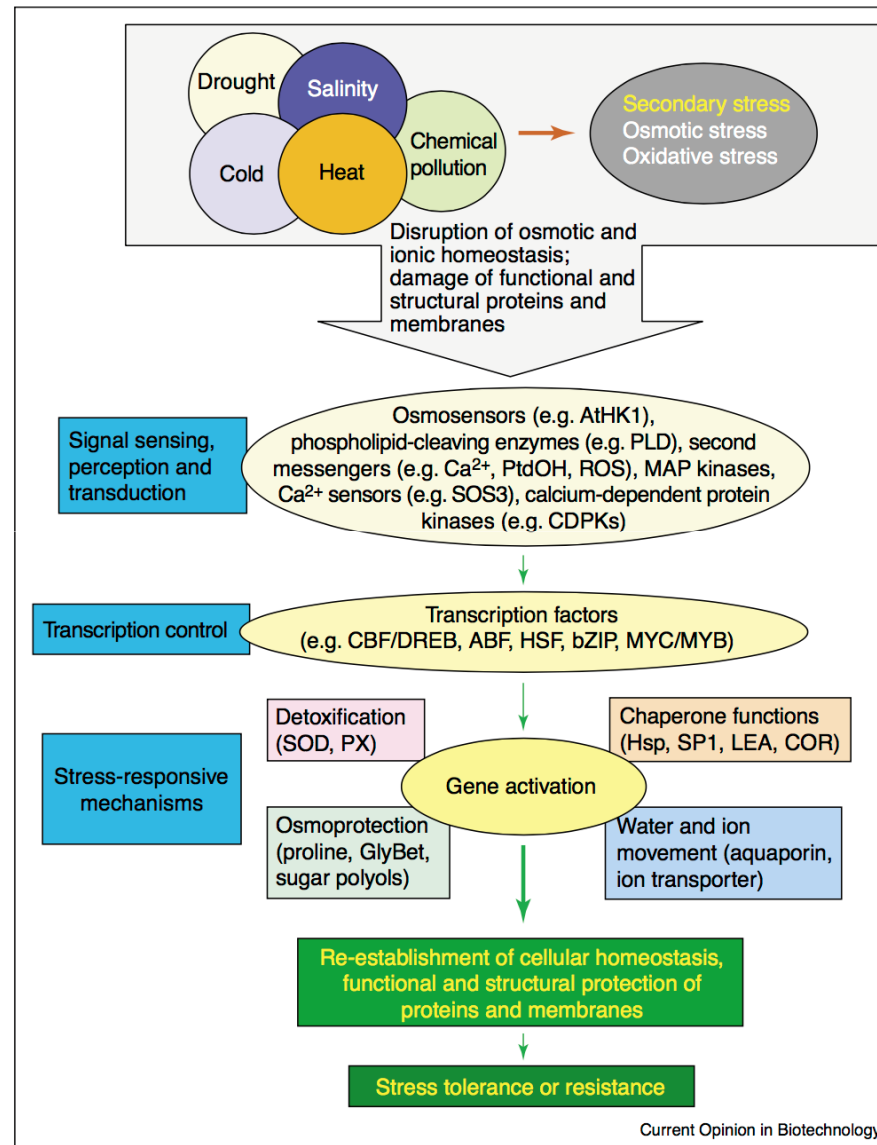 Drought
Salinity
Cold
Heat
Chemical
pollution
Secondary stress
Osmotic stress
Oxidative stress
Disruption of osmotic and
ionic homeostasis;
damage of functional and
structural proteins and
membranes
Signal sensing,
perception and
transduction
Osmosensors (e.g. AtHK1),
phospholipid-cleaving enzymes (e.g. PLD), second
messengers (e.g. Ca²⁺, PtdOH, ROS), MAP kinases,
Ca²⁺ sensors (e.g. SOS3), calcium-dependent protein
kinases (e.g. CDPKs)
Transcription control
Transcription factors
(e.g. CBF/DREB, ABF, HSF, bZIP, MYC/MYB)
Stress-responsive
mechanisms
Detoxification
(SOD, PX)
Chaperone functions
(Hsp, SP1, LEA, COR)
Gene activation
Osmoprotection
(proline, GlyBet,
sugar polyols)
Water and ion
movement (aquaporin,
ion transporter)
Re-establishment of cellular homeostasis,
functional and structural protection of
proteins and membranes
Stress tolerance or resistance
Current Opinion in Biotechnology